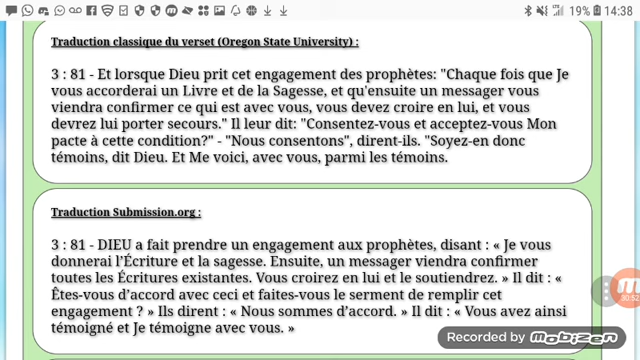 19% 14:38
Traduction classique du verset (Oregon State University) :
3 : 81 - Et lorsque Dieu prit cet engagement des prophètes: "Chaque fois que Je
vous accorderai un Livre et de la Sagesse, et qu'ensuite un messager vous
viendra confirmer ce qui est avec vous, vous devez croire en lui, et vous
devrez lui porter secours." Il leur dit: "Consentez-vous et acceptez-vous Mon
pacte à cette condition?" - "Nous consentons", dirent-ils. "Soyez-en donc
témoins, dit Dieu. Et Me voici, avec vous, parmi les témoins.
Traduction Submission.org :
3 : 81 - DIEU a fait prendre un engagement aux prophètes, disant : « Je vous
donnerai l'Écriture et la sagesse. Ensuite, un messager viendra confirmer
toutes les Écritures existantes. Vous croirez en lui et le soutiendrez. » Il dit : «
Êtes-vous d'accord avec ceci et faites-vous le serment de remplir cet
engagement ? » Ils dirent : « Nous sommes d'accord. » Il dit : « Vous avez ainsi
témoigné et Je témoigne avec vous. »
30:52
Recorded by Mobizen